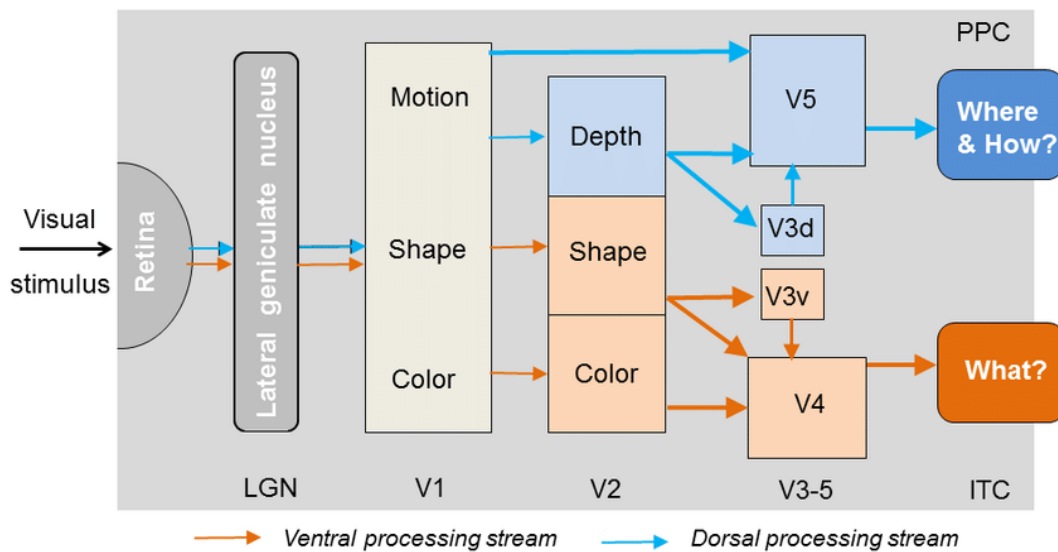 PPC
Visual
stimulus
Retina
Lateral geniculate nucleus
Motion
Shape
Color
Depth
Shape
Color
V5
V3d
V3v
V4
Where
& How?
What?
LGN
V1
V2
V3-5
ITC
Ventral processing stream
Dorsal processing stream